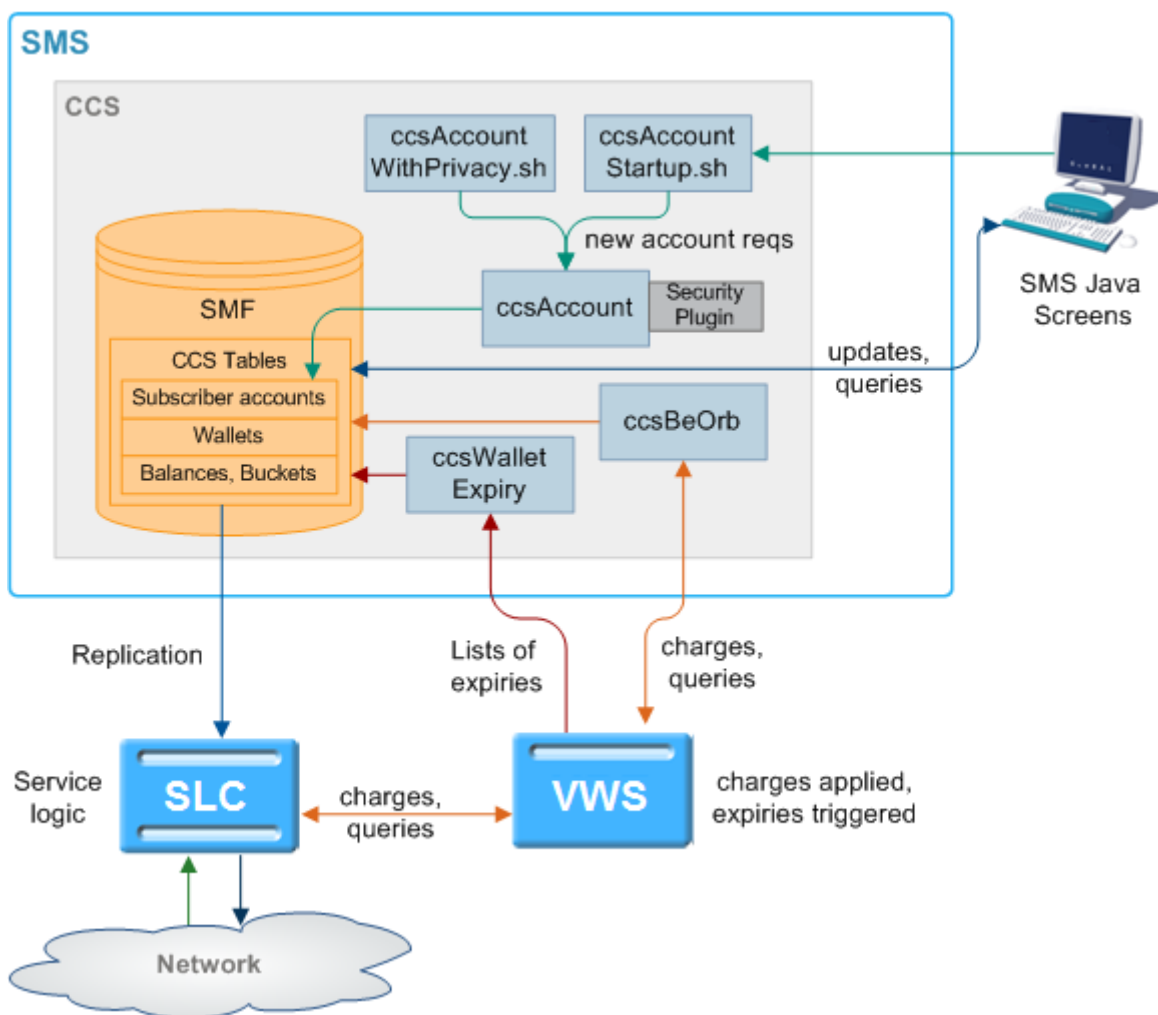 SMS
CCS
ccsAccount
WithPrivacy.sh
ccsAccount
Startup.sh
GLOBAL
new account reqs
SMS Java
Screens
SMF
ccsAccount
Security
Plugin
CCS Tables
updates,
queries
Subscriber accounts
Wallets
Balances, Buckets
ccsBeOrb
ccsWallet
Expiry
Replication
Lists of
expiries
charges,
queries
Service
logic
SLC
charges,
queries
VWS
charges applied,
expiries triggered
Network